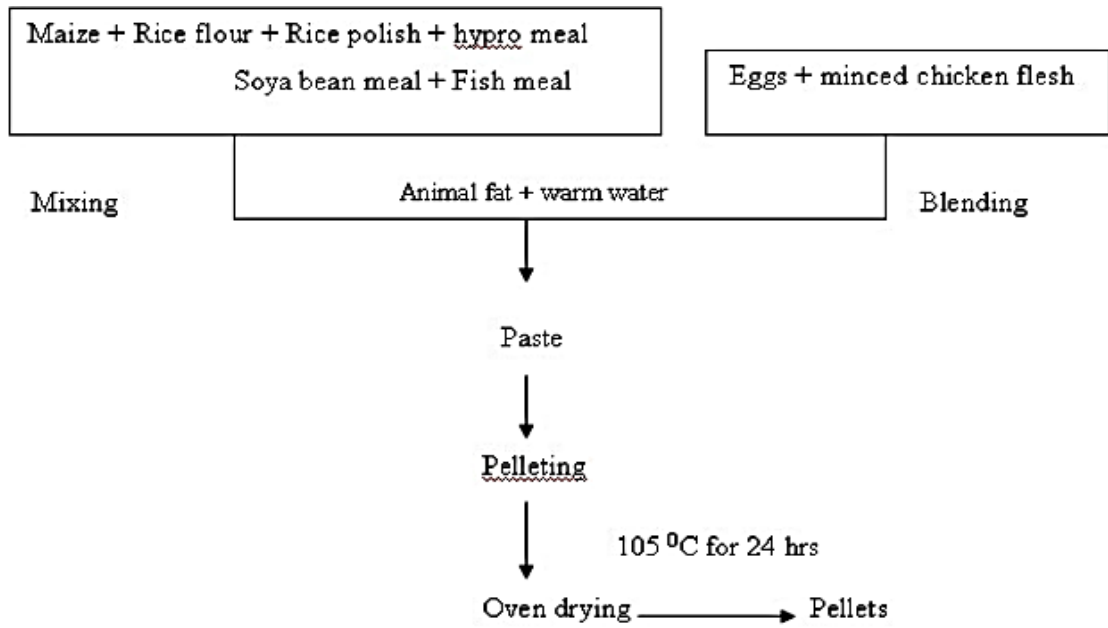 Maize + Rice flour + Rice polish + hypro meal
Soya bean meal + Fish meal
Eggs + minced chicken flesh
Mixing
Animal fat + warm water
Blending
Paste
Pelleting
105 ⁰C for 24 hrs
Oven drying
Pellets